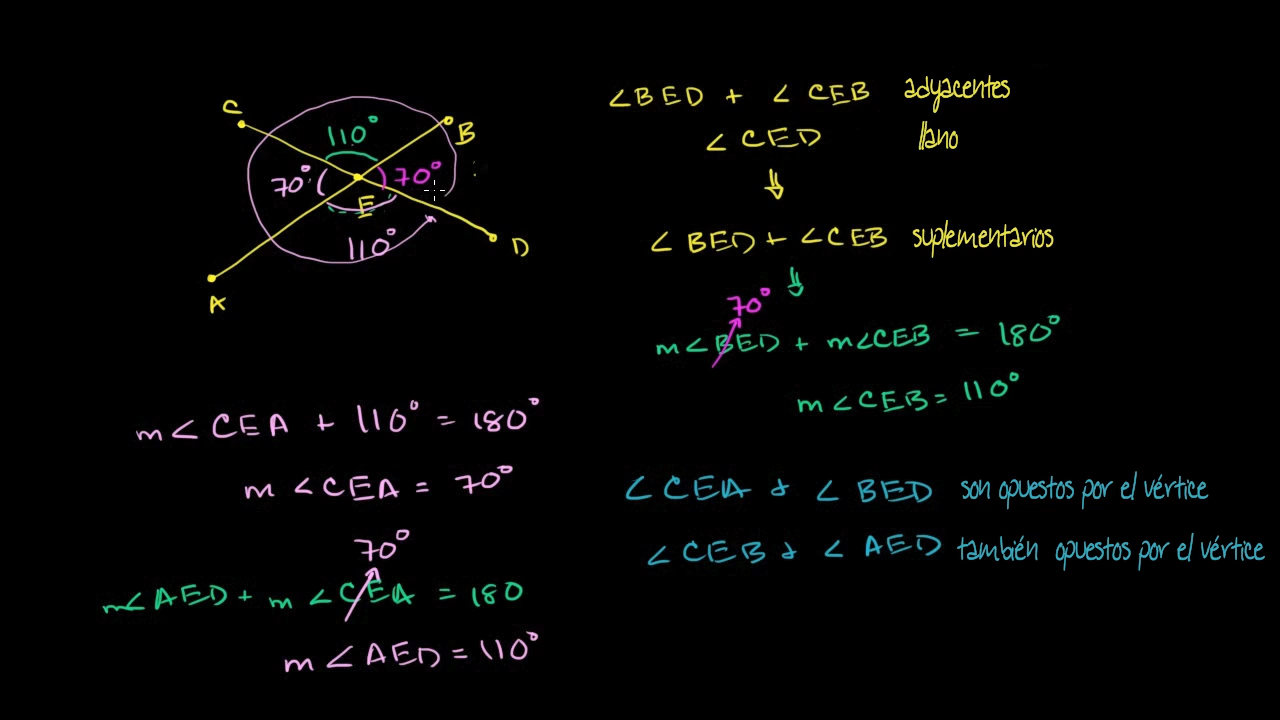 C
110°
B
70°
70°
E
110°
D
A
∠BED + ∠CEB adyacentes
∠CED llano
⇓
∠BED + ∠CEB suplementarios
⇓
70°
m∠BED + m∠CEB = 180°
m∠CEB = 110°
m∠CEA + 110° = 180°
m∠CEA = 70°
70°
m∠AED + m∠CEA = 180
m∠AED = 110°
∠CEA & ∠BED son opuestos por el vértice
∠CEB & ∠AED también opuestos por el vértice